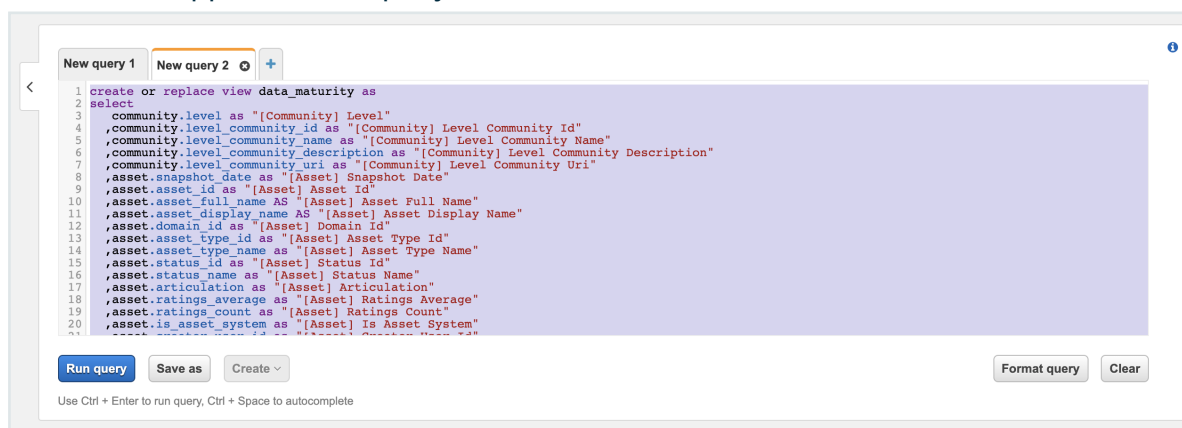 New query 1 New query 2 +
1 create or replace view data_maturity as
2 select
3 community.level as "[Community] Level"
4 ,community.level_community_id as "[Community] Level Community Id"
5 ,community.level_community_name as "[Community] Level Community Name"
6 ,community.level_community_description as "[Community] Level Community Description"
7 ,community.level_community_uri as "[Community] Level Community Uri"
8 ,asset.snapshot_date as "[Asset] Snapshot Date"
9 ,asset.asset_id as "[Asset] Asset Id"
10 ,asset.asset_full_name AS "[Asset] Asset Full Name"
11 ,asset.asset_display_name AS "[Asset] Asset Display Name"
12 ,asset.domain_id as "[Asset] Domain Id"
13 ,asset.asset_type_id as "[Asset] Asset Type Id"
14 ,asset.asset_type_name as "[Asset] Asset Type Name"
15 ,asset.status_id as "[Asset] Status Id"
16 ,asset.status_name as "[Asset] Status Name"
17 ,asset.articulation as "[Asset] Articulation"
18 ,asset.ratings_average as "[Asset] Ratings Average"
19 ,asset.ratings_count as "[Asset] Ratings Count"
20 ,asset.is_asset_system as "[Asset] Is Asset System"
Run query Save as Create Format query Clear
Use Ctrl + Enter to run query, Ctrl + Space to autocomplete